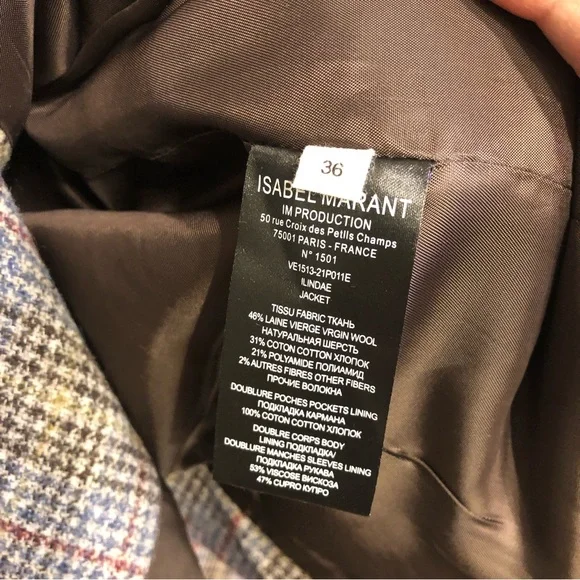 36
ISABEL MARANT
IM PRODUCTION
50 rue Croix des Petits Champs
75001 PARIS - FRANCE
N° 1501
VE1513-21P011E
ILINDAE
JACKET
TISSU FABRIC ТКАНЬ
46% LAINE VIERGE VRGIN WOOL
НАТУРАЛЬНАЯ ШЕРСТЬ
31% COTON COTTON ХЛОПОК
21% POLYAMIDE ПОЛИАМИД
2% AUTRES FIBRES OTHER FIBERS
ПРОЧИЕ ВОЛОКНА
DOUBLURE POCHES POCKETS LINING
ПОДКЛАДКА КАРМАНА
100% COTON COTTON ХЛОПОК
DOUBLRE CORPS BODY
LINING ПОДКЛАДКА
DOUBLURE MANCHES SLEEVES LINING
ПОДКЛАДКА РУКАВА
53% VISCOSE ВИСКОЗА
47% CUPRO КУПРО